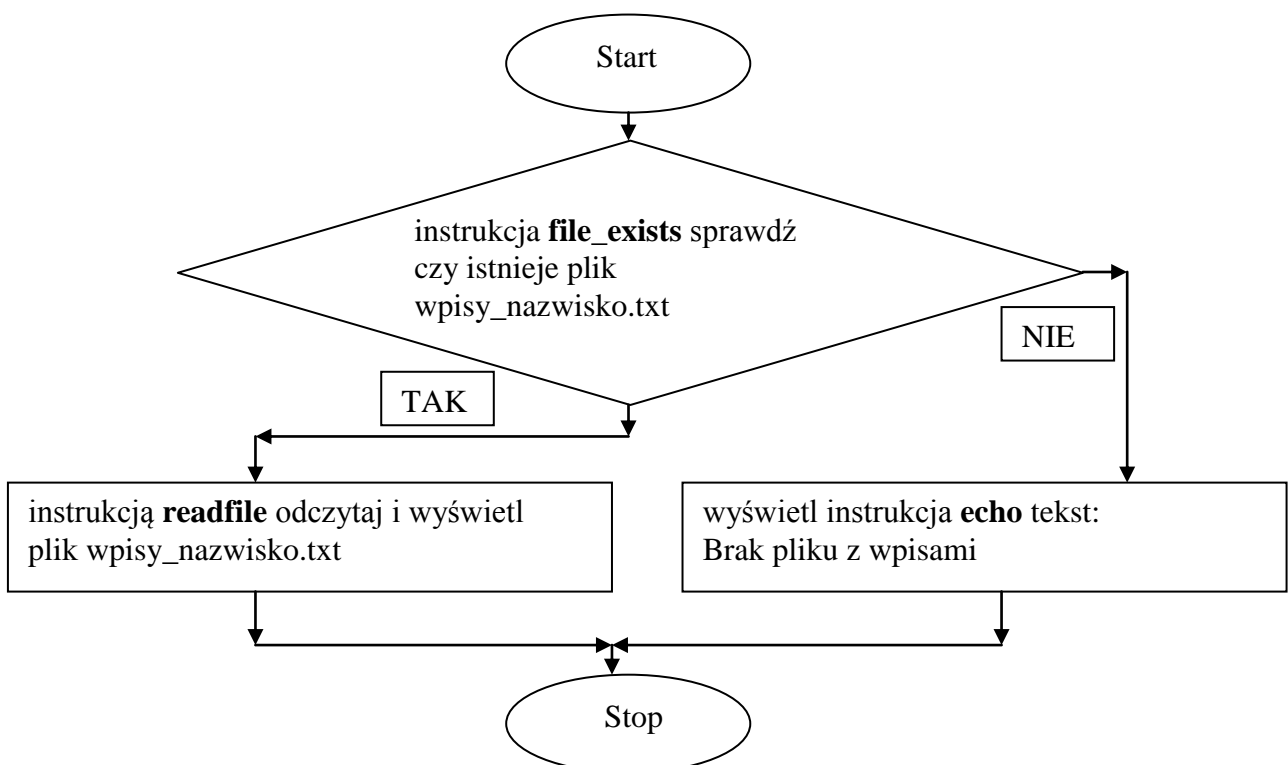 Start
instrukcja file_exists sprawdź
czy istnieje plik
wpisy_nazwisko.txt
NIE
TAK
instrukcją readfile odczytaj i wyświetl
plik wpisy_nazwisko.txt
wyświetl instrukcja echo tekst:
Brak pliku z wpisami
Stop